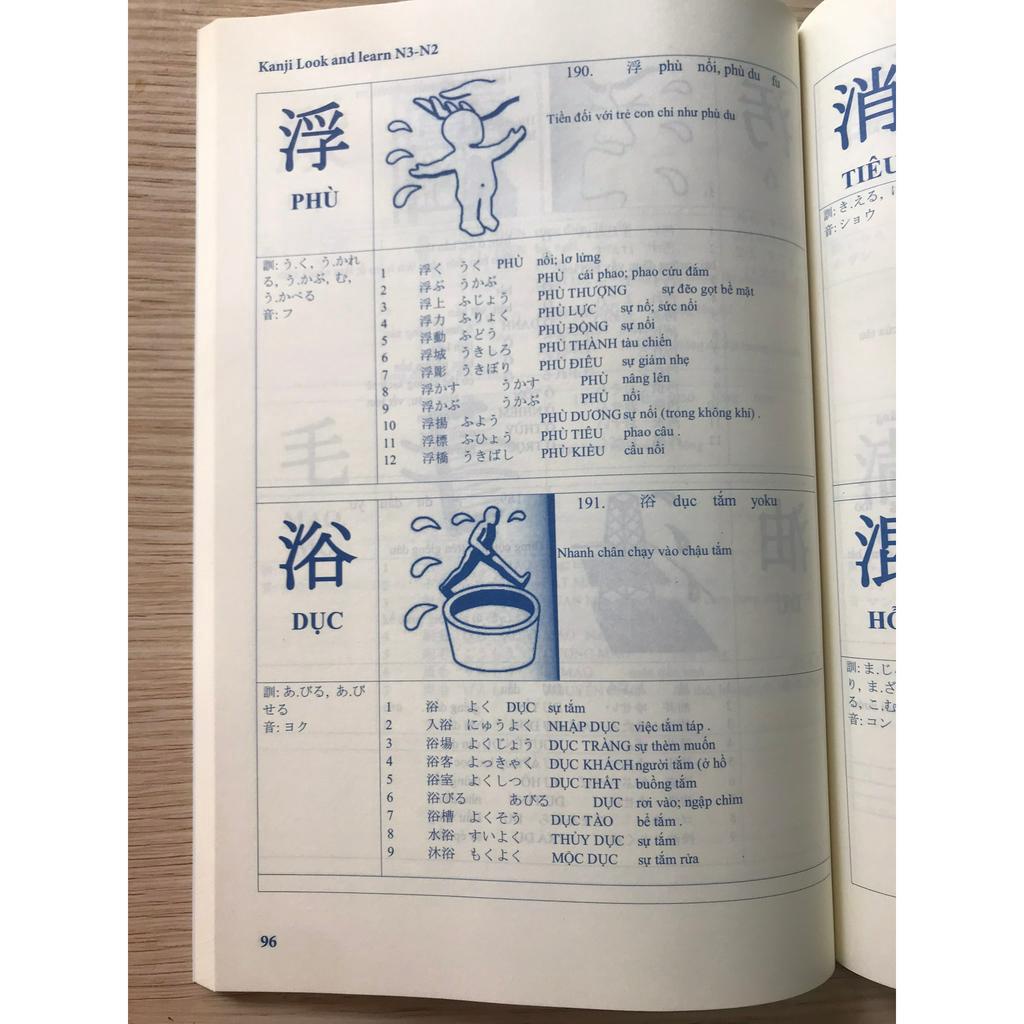 Kanji Look and learn N3-N2
浮
PHÙ
190. 浮 phù nổi, phù du fu
Tiền đối với trẻ con chỉ như phù du
訓: う.く, う.かれ
る, う.かぶ, む,
う.かべる
音: フ
1 浮く うく PHÙ nổi; lơ lửng
2 浮ぶ うかぶ PHÙ cái phao; phao cứu đắm
3 浮上 ふじょう PHÙ THƯỢNG sự đẽo gọt bề mặt
4 浮力 ふりょく PHÙ LỰC sự nổ; sức nổi
5 浮動 ふどう PHÙ ĐỘNG sự nổi
6 浮城 うきしろ PHÙ THÀNH tàu chiến
7 浮彫 うきぼり PHÙ ĐIÊU sự giám nhẹ
8 浮かす うかす PHÙ nâng lên
9 浮かぶ うかぶ PHÙ nổi
10 浮揚 ふよう PHÙ DƯƠNG sự nổi (trong không khí) .
11 浮標 ふひょう PHÙ TIÊU phao câu .
12 浮橋 うきばし PHÙ KIỀU cầu nổi
浴
DỤC
191. 浴 dục tắm yoku
Nhanh chân chạy vào chậu tắm
訓: あ.びる, あ.び
せる
音: ヨク
1 浴 よく DỤC sự tắm
2 入浴 にゅうよく NHẬP DỤC việc tắm táp .
3 浴場 よくじょう DỤC TRÀNG sự thèm muốn
4 浴客 よっきゃく DỤC KHÁCH người tắm (ở hồ
5 浴室 よくしつ DỤC THẤT buồng tắm
6 浴びる あびる DỤC rơi vào; ngập chìm
7 浴槽 よくそう DỤC TÀO bể tắm .
8 水浴 すいよく THỦY DỤC sự tắm
9 沐浴 もくよく MỘC DỤC sự tắm rửa
96
消
TIÊU
訓: き.える,
音: ショウ
混
訓: ま.じ
り, ま.ざ
る, こ.む
音: コン